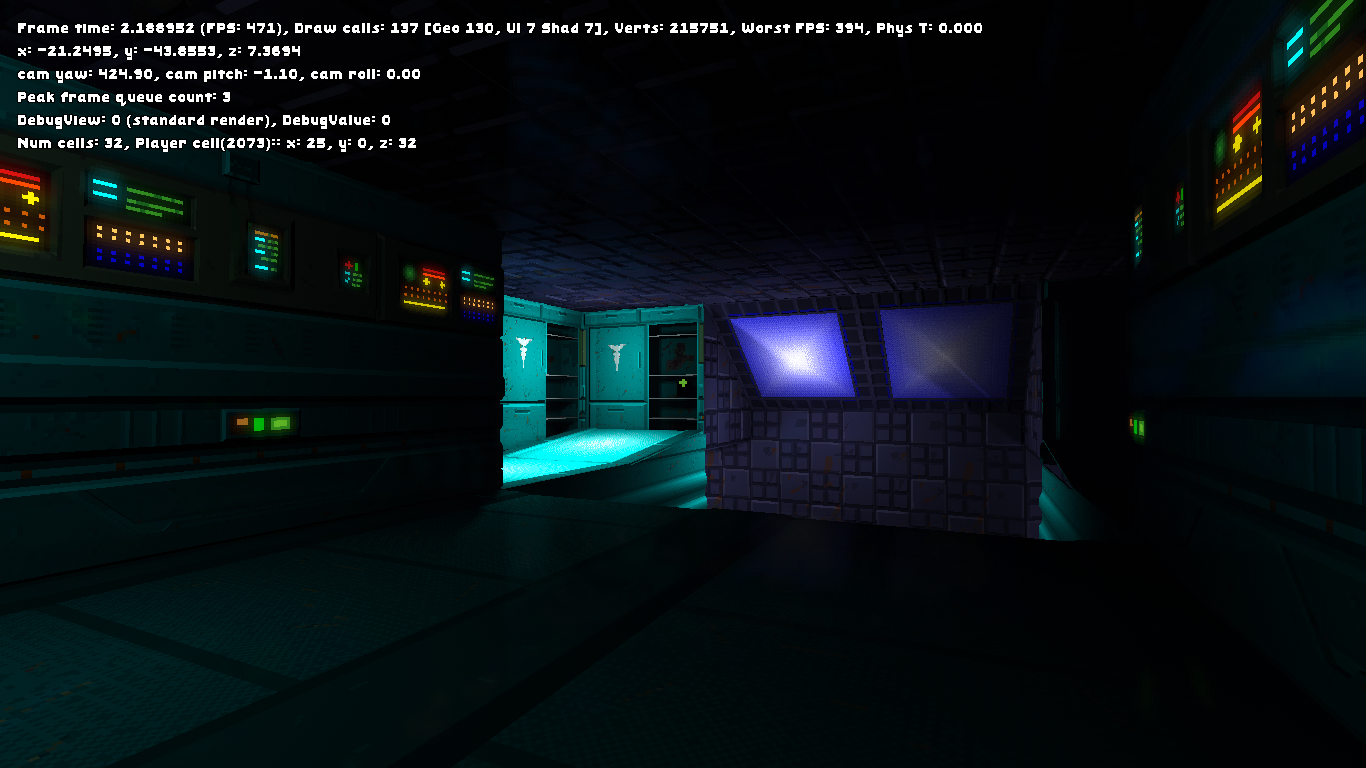 Frame time: 2.188952 (FPS: 471), Draw calls: 137 [Geo 130, UI 7 Shad 7], Verts: 215751, Worst FPS: 394, Phys T: 0.000
x: -21.2495, y: -43.8553, z: 7.3694
cam yaw: 424.90, cam pitch: -1.10, cam roll: 0.00
Peak frame queue count: 3
DebugView: 0 (standard render), DebugValue: 0
Num cells: 32, Player cell(2073):: x: 25, y: 0, z: 32